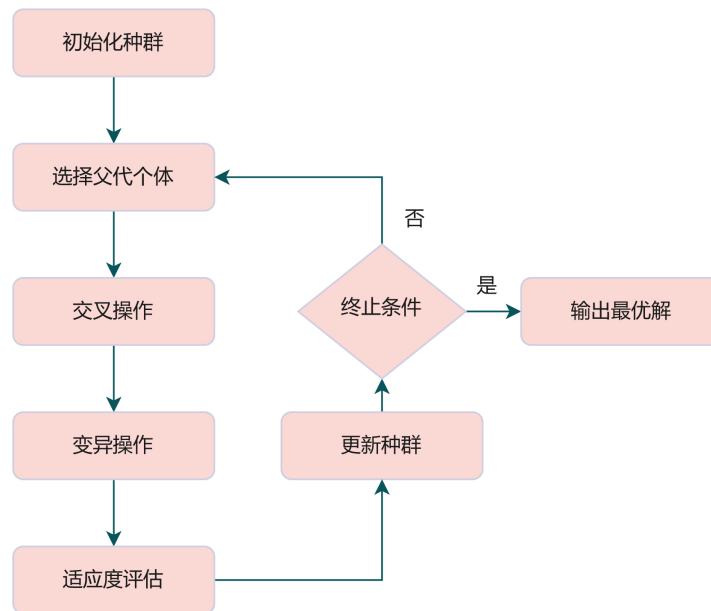 初始化种群
选择父代个体
交叉操作
变异操作
适应度评估
更新种群
终止条件
否
是
输出最优解